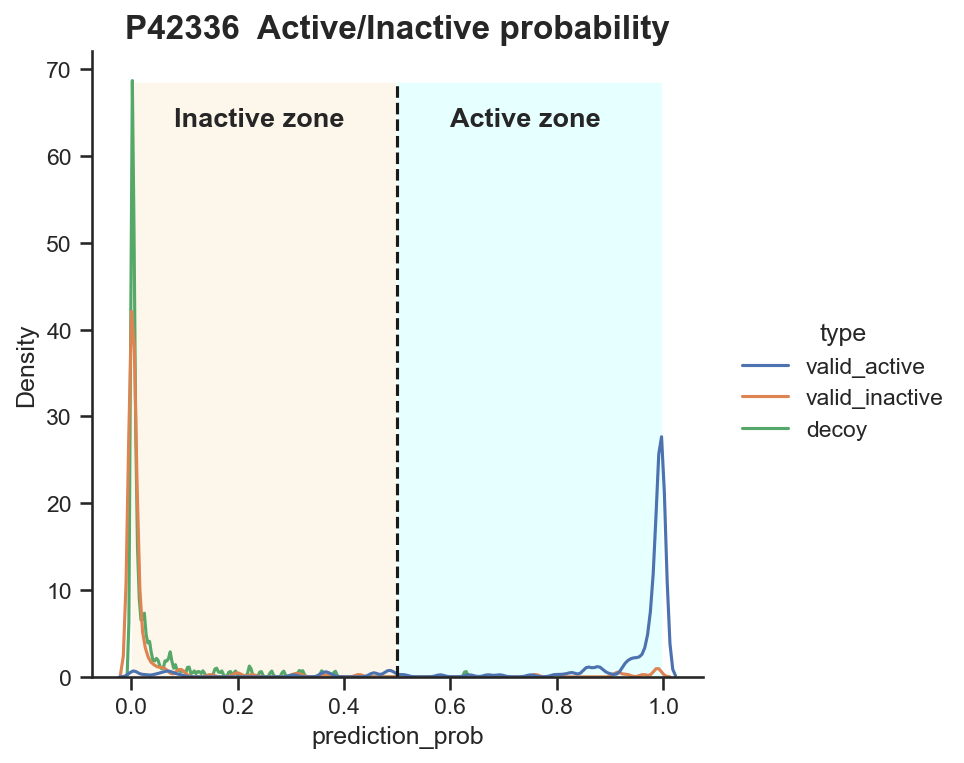 P42336  Active/Inactive probability
70
60
50
40
30
20
10
0
Density
Inactive zone
Active zone
0.0
0.2
0.4
0.6
0.8
1.0
prediction_prob
type
valid_active
valid_inactive
decoy